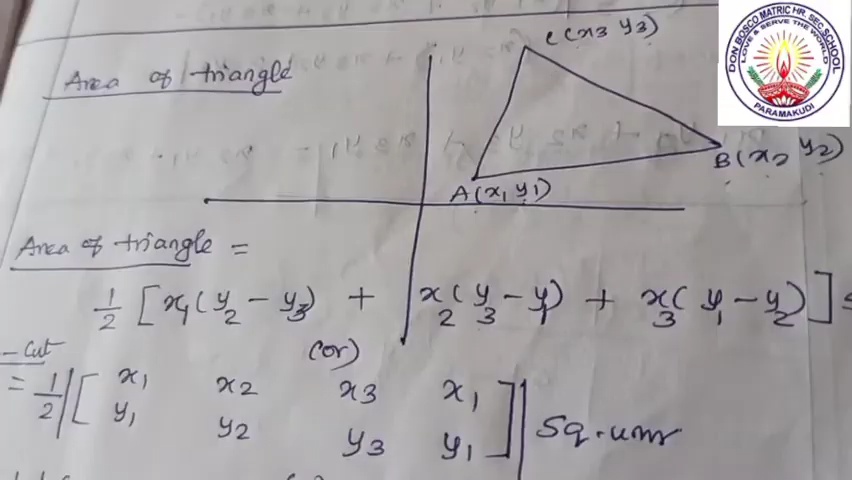 Area of triangle
C (x3 y3)
B (x2 y2)
A (x1 y1)
Area of triangle =
1/2 [x1(y2 - y3) + x2(y3 - y1) + x3(y1 - y2)] s
- Cut
(or)
= 1/2 |[ x1 x2 x3 x1
y1 y2 y3 y1 ]| Sq. unit
DON BOSCO MATRIC HR. SEC. SCHOOL
LOVE & SERVE THE WORLD
PARAMAKUDI